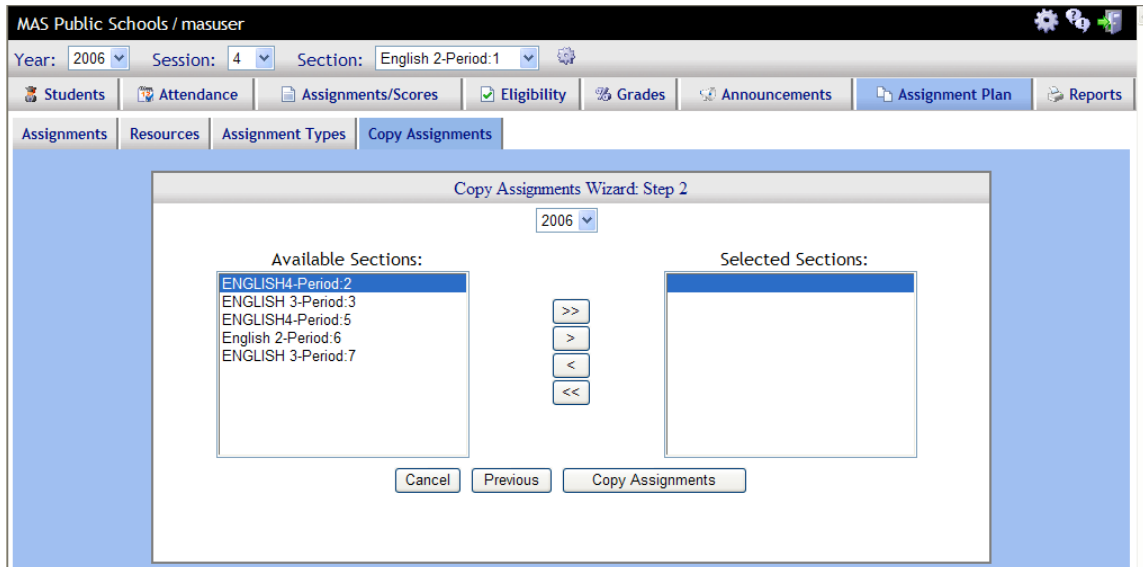 MAS Public Schools / masuser
Year: 2006 Session: 4 Section: English 2-Period:1
Students Attendance Assignments/Scores Eligibility % Grades Announcements Assignment Plan Reports
Assignments Resources Assignment Types Copy Assignments
Copy Assignments Wizard: Step 2
2006
Available Sections: Selected Sections:
ENGLISH4-Period:2
ENGLISH 3-Period:3
>>
ENGLISH4-Period:5
English 2-Period:6
>
ENGLISH 3-Period:7
<
<<
Cancel Previous Copy Assignments